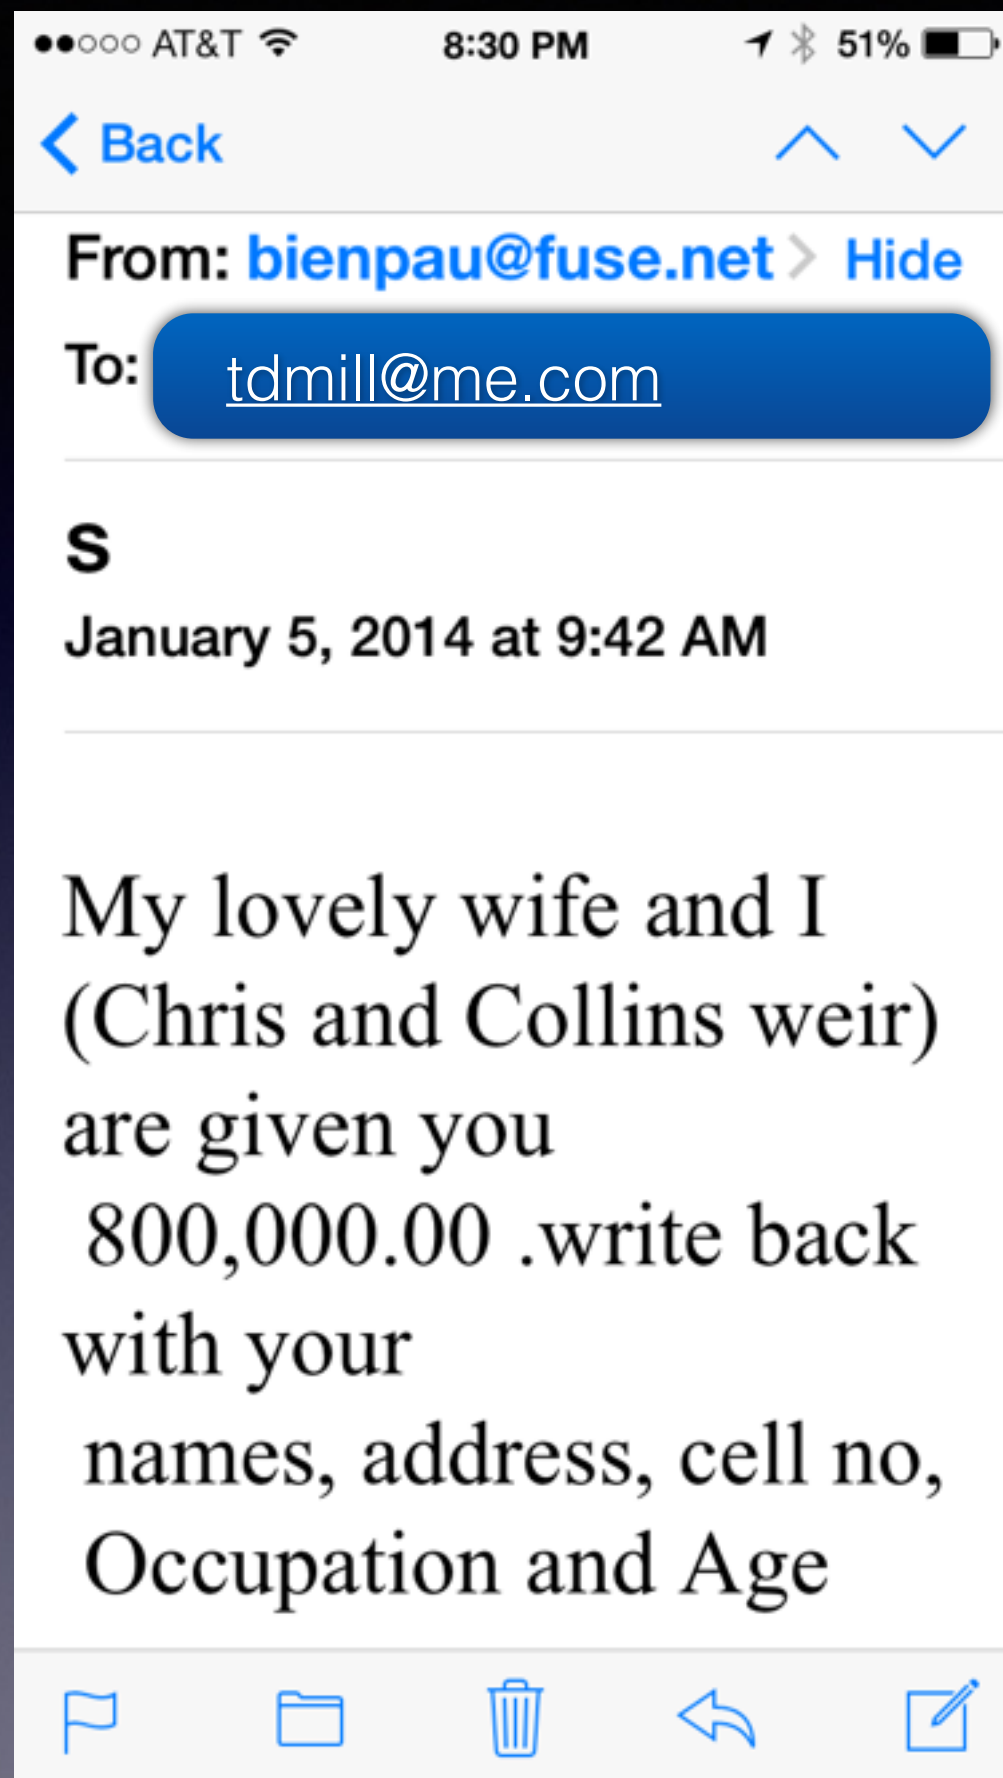 AT&T 8:30 PM 51%
Back
From: bienpau@fuse.net Hide
To: tdmill@me.com
s
January 5, 2014 at 9:42 AM
My lovely wife and I
(Chris and Collins weir)
are given you
800,000.00 .write back
with your
names, address, cell no,
Occupation and Age